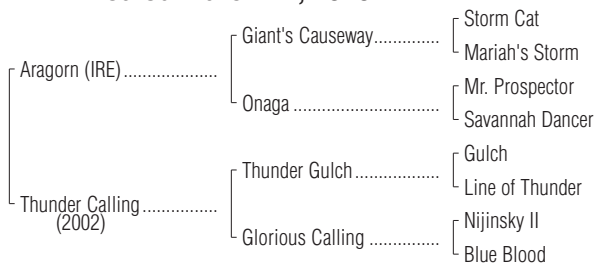 Storm Cat
Giant's Causeway..............
Mariah's Storm
Aragorn (IRE)....................
Mr. Prospector
Onaga ...............................
Savannah Dancer
Gulch
Thunder Gulch..................
Line of Thunder
Thunder Calling................
(2002)
Nijinsky II
Glorious Calling ...............
Blue Blood